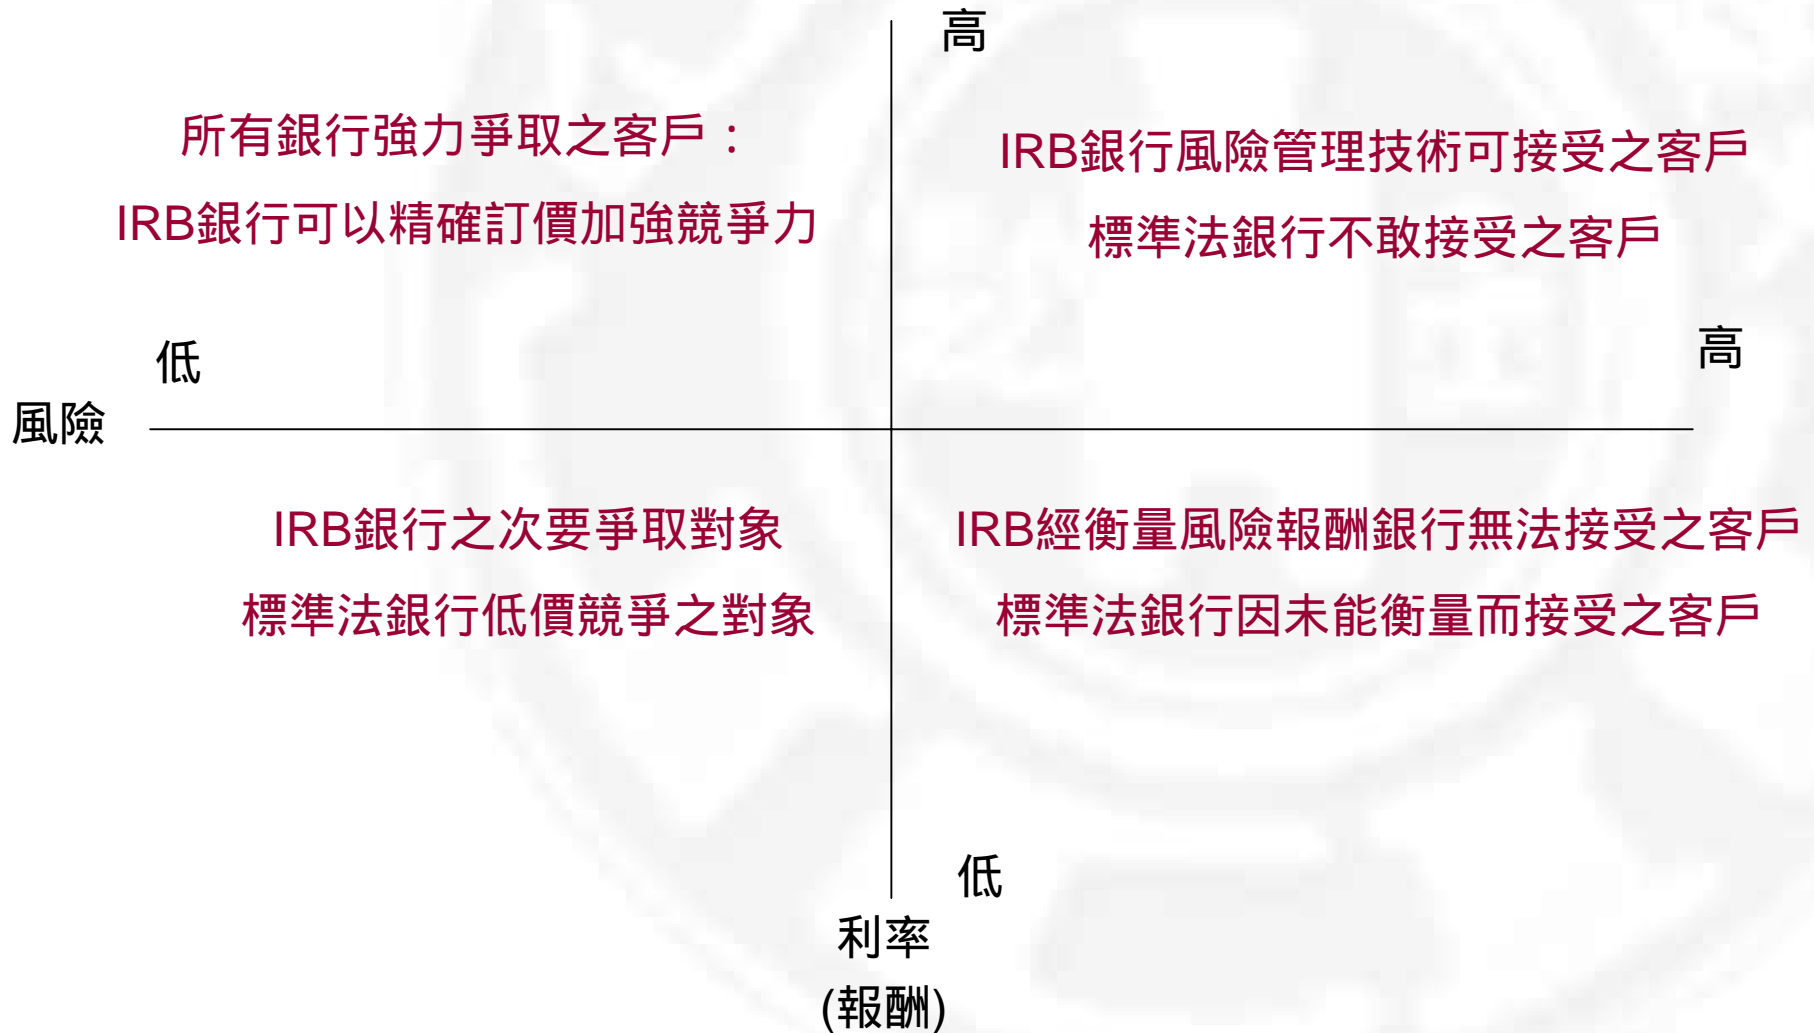 高
所有銀行強力爭取之客戶：
IRB銀行可以精確訂價加強競爭力
IRB銀行風險管理技術可接受之客戶
標準法銀行不敢接受之客戶
低
高
風險
IRB銀行之次要爭取對象
標準法銀行低價競爭之對象
IRB經衡量風險報酬銀行無法接受之客戶
標準法銀行因未能衡量而接受之客戶
低
利率
(報酬)